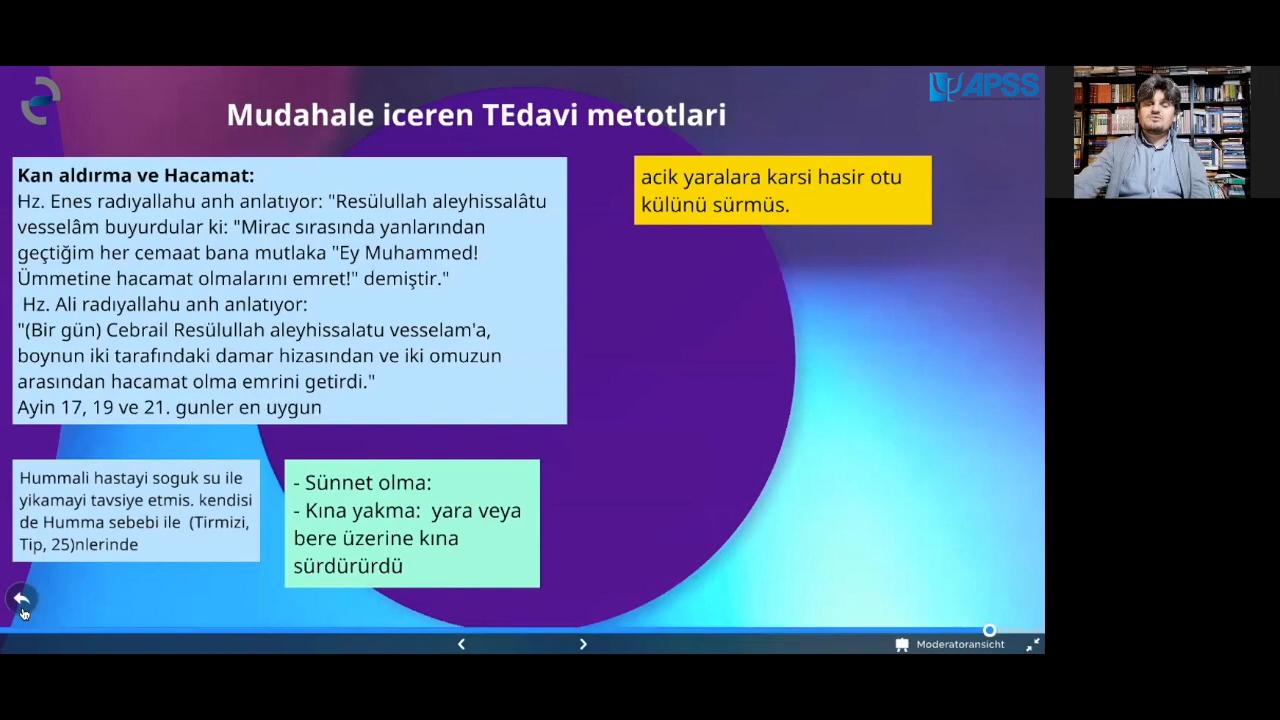 APSS
Mudahale iceren TEdavi metotlari
Kan aldırma ve Hacamat:
Hz. Enes radıyallahu anh anlatıyor: "Resülullah aleyhissalâtu
vesselâm buyurdular ki: "Mirac sırasında yanlarından
geçtiğim her cemaat bana mutlaka "Ey Muhammed!
Ümmetine hacamat olmalarını emret!" demiştir."
Hz. Ali radıyallahu anh anlatıyor:
"(Bir gün) Cebrail Resülullah aleyhissalatu vesselam'a,
boynun iki tarafındaki damar hizasından ve iki omuzun
arasından hacamat olma emrini getirdi."
Ayin 17, 19 ve 21. gunler en uygun
acik yaralara karsi hasir otu
külünü sürmüs.
Hummali hastayi soguk su ile
yikamayi tavsiye etmis. kendisi
de Humma sebebi ile (Tirmizi,
Tip, 25)nlerinde
- Sünnet olma:
- Kına yakma: yara veya
bere üzerine kına
sürdürürdü
Moderatoransicht